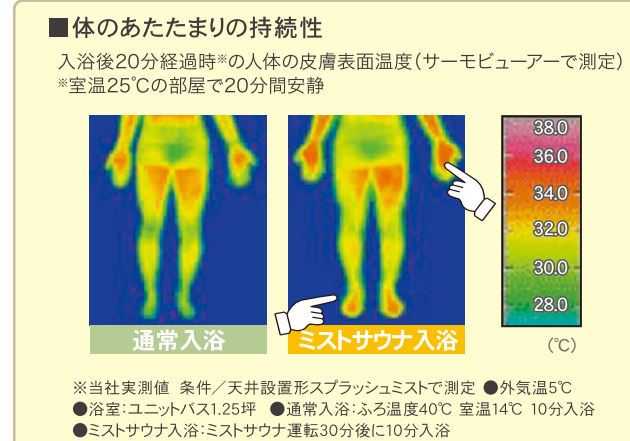 ■体のあたたまりの持続性
入浴後20分経過時※の人体の皮膚表面温度（サーモビューアーで測定）
※室温25℃の部屋で20分間安静
38.0
36.0
34.0
32.0
30.0
28.0
(℃)
通常入浴
ミストサウナ入浴
※当社実測値 条件／天井設置形スプラッシュミストで測定 ●外気温5℃
●浴室：ユニットバス1.25坪 ●通常入浴：ふろ温度40℃ 室温14℃ 10分入浴
●ミストサウナ入浴：ミストサウナ運転30分後に10分入浴